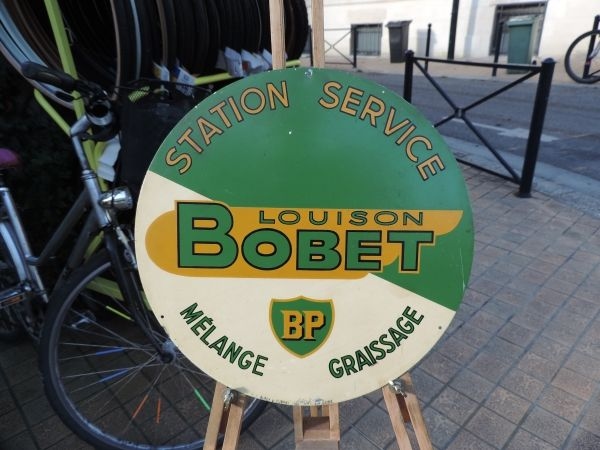 STATION SERVICE
LOUISON
BOBET
BP
MÉLANGE GRAISSAGE